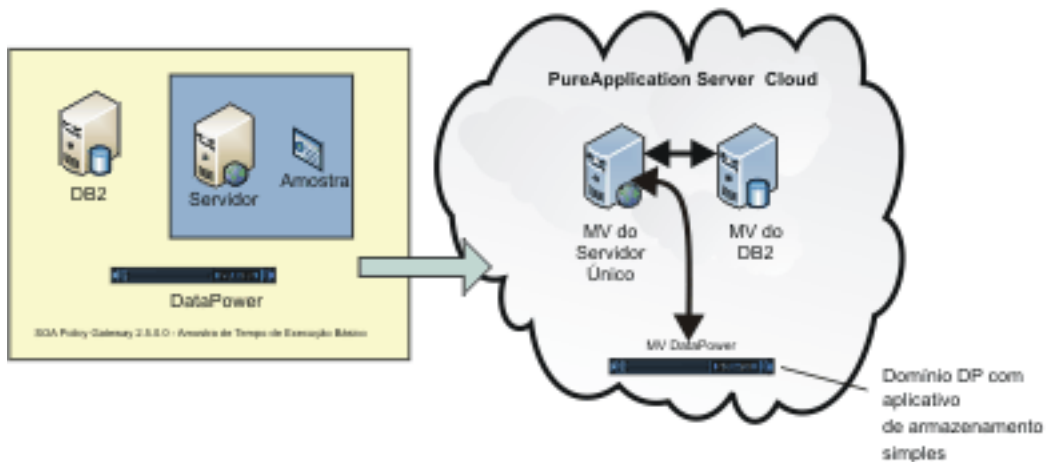 PureApplication Server Cloud
DB2
Servidor
Amostra
DataPower
SOA Policy Gateway 2.5.0.0 - Amostra de Tempo de Execução Básico
MV do
Servidor
Único
MV do
DB2
MV DataPower
Domínio DP com
aplicativo
de armazenamento
simples